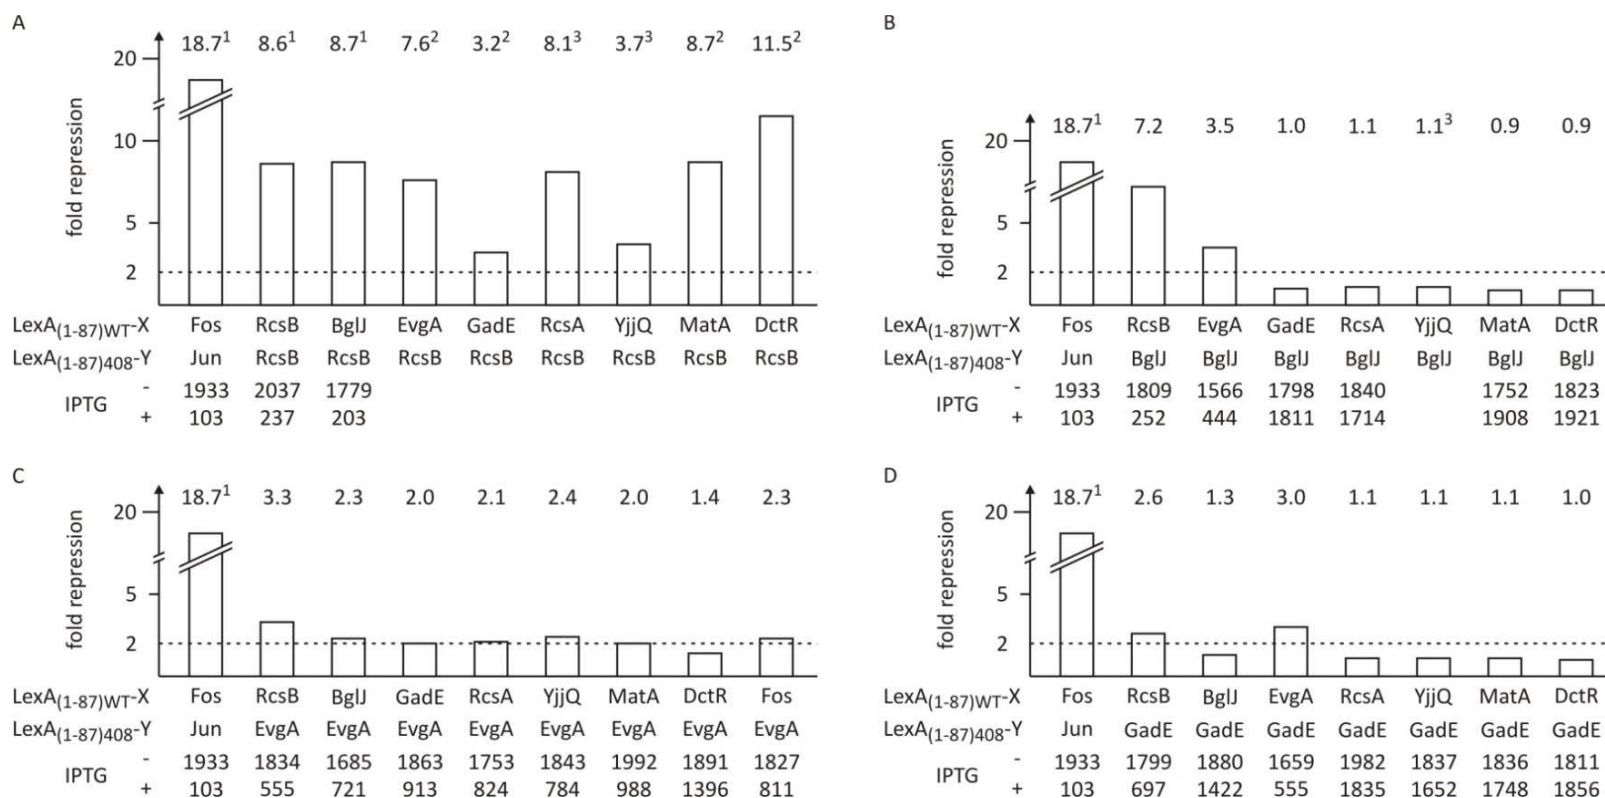 A
18.7¹ 8.6¹ 8.7¹ 7.6² 3.2² 8.1³ 3.7³ 8.7² 11.5²
20
10
5
2
fold repression
LexA(1-87)WT-X Fos RcsB BglJ EvgA GadE RcsA YjjQ MatA DctR
LexA(1-87)408-Y Jun RcsB RcsB RcsB RcsB RcsB RcsB RcsB RcsB
- 1933 2037 1779
IPTG
+ 103 237 203
B
18.7¹ 7.2 3.5 1.0 1.1 1.1³ 0.9 0.9
20
5
2
fold repression
LexA(1-87)WT-X Fos RcsB EvgA GadE RcsA YjjQ MatA DctR
LexA(1-87)408-Y Jun BglJ BglJ BglJ BglJ BglJ BglJ BglJ
- 1933 1809 1566 1798 1840 1752 1823
IPTG
+ 103 252 444 1811 1714 1908 1921
C
18.7¹ 3.3 2.3 2.0 2.1 2.4 2.0 1.4 2.3
20
5
2
fold repression
LexA(1-87)WT-X Fos RcsB BglJ GadE RcsA YjjQ MatA DctR Fos
LexA(1-87)408-Y Jun EvgA EvgA EvgA EvgA EvgA EvgA EvgA EvgA
- 1933 1834 1685 1863 1753 1843 1992 1891 1827
IPTG
+ 103 555 721 913 824 784 988 1396 811
D
18.7¹ 2.6 1.3 3.0 1.1 1.1 1.1 1.0
20
5
2
fold repression
LexA(1-87)WT-X Fos RcsB BglJ EvgA RcsA YjjQ MatA DctR
LexA(1-87)408-Y Jun GadE GadE GadE GadE GadE GadE GadE
- 1933 1799 1880 1659 1982 1837 1836 1811
IPTG
+ 103 697 1422 555 1835 1652 1748 1856